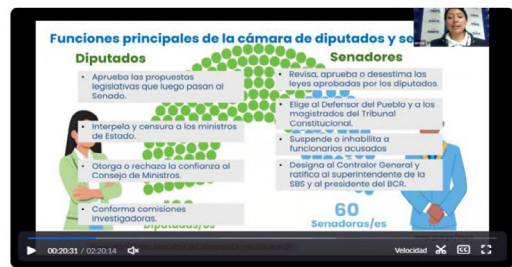 Funciones principales de la cámara de diputados y se
Diputados
• Aprueba las propuestas
legislativas que luego pasan al
Senado.
• Interpela y censura a los ministros
de Estado.
• Otorga o rechaza la confianza al
Consejo de Ministros.
• Conforma comisiones
investigadoras.
Diputadas/os
Senadores
• Revisa, aprueba o desestima las
leyes aprobadas por los diputados.
• Elige al Defensor del Pueblo y a los
magistrados del Tribunal
Constitucional.
• Suspende o inhabilita a
funcionarios acusados
• Designa al Contralor General y
ratifica al superintendente de la
SBS y al presidente del BCR.
60
Senadoras/es
00:20:31 / 02:20:14
Velocidad
CC